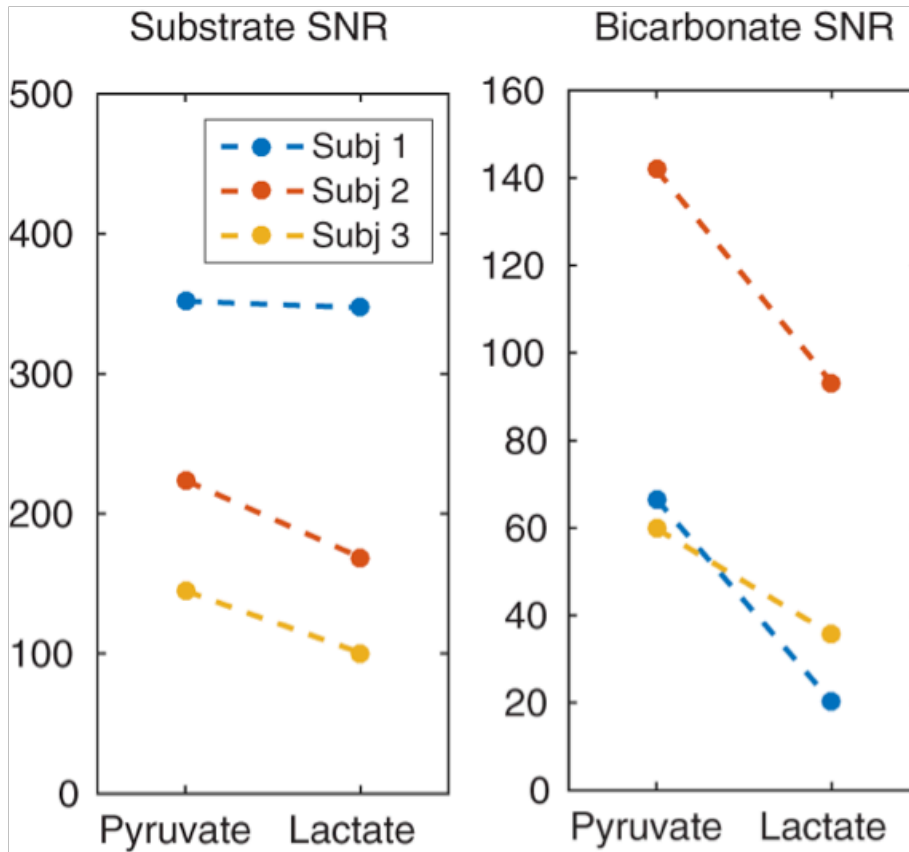 Substrate SNR
500
400
300
200
100
0
Subj 1
Subj 2
Subj 3
Pyruvate Lactate
Bicarbonate SNR
160
140
120
100
80
60
40
20
0
Pyruvate Lactate